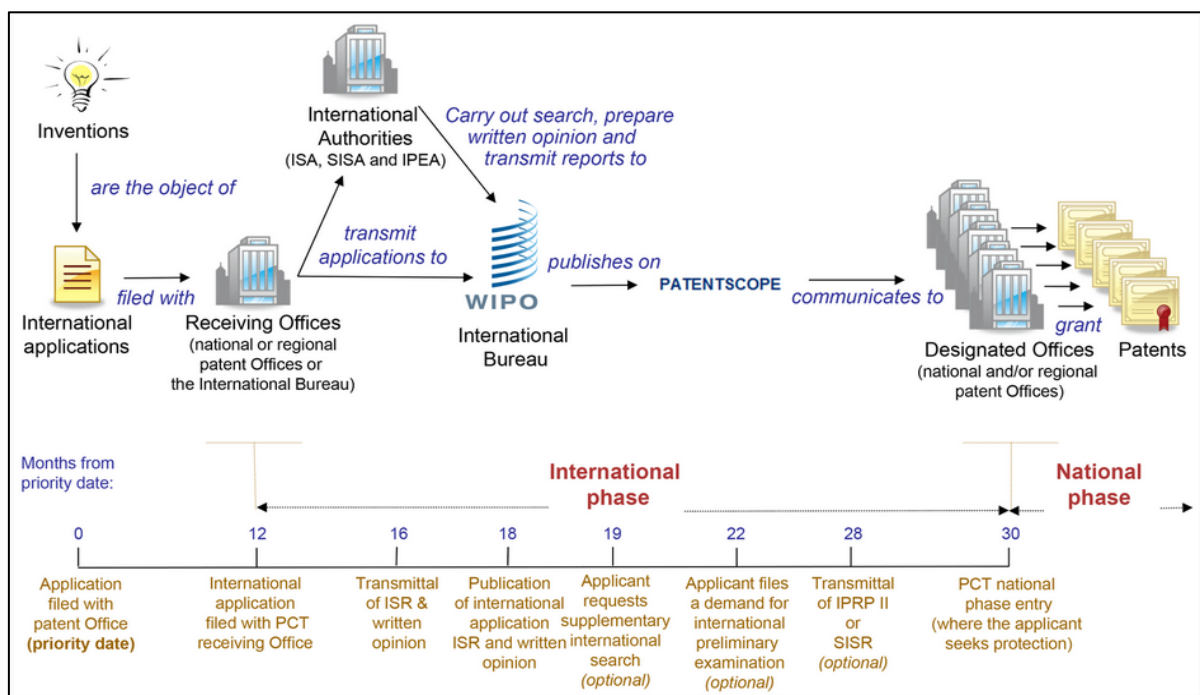 Inventions
are the object of
International
applications
filed with
Receiving Offices
(national or regional
patent Offices or
the International Bureau)
International
Authorities
(ISA, SISA and IPEA)
transmit
applications to
Carry out search, prepare
written opinion and
transmit reports to
WIPO
International
Bureau
publishes on
PATENTSCOPE
communicates to
Designated Offices
(national and/or regional
patent Offices)
grant
Patents
Months from
priority date:
International
phase
National
phase
0
12
16
18
19
22
28
30
Application
filed with
patent Office
(priority date)
International
application
filed with PCT
receiving Office
Transmittal
of ISR &
written
opinion
Publication
of international
application
ISR and written
opinion
Applicant
requests
supplementary
international
search
(optional)
Applicant files
a demand for
international
preliminary
examination
(optional)
Transmittal
of IPRP II
or
SISR
(optional)
PCT national
phase entry
(where the applicant
seeks protection)